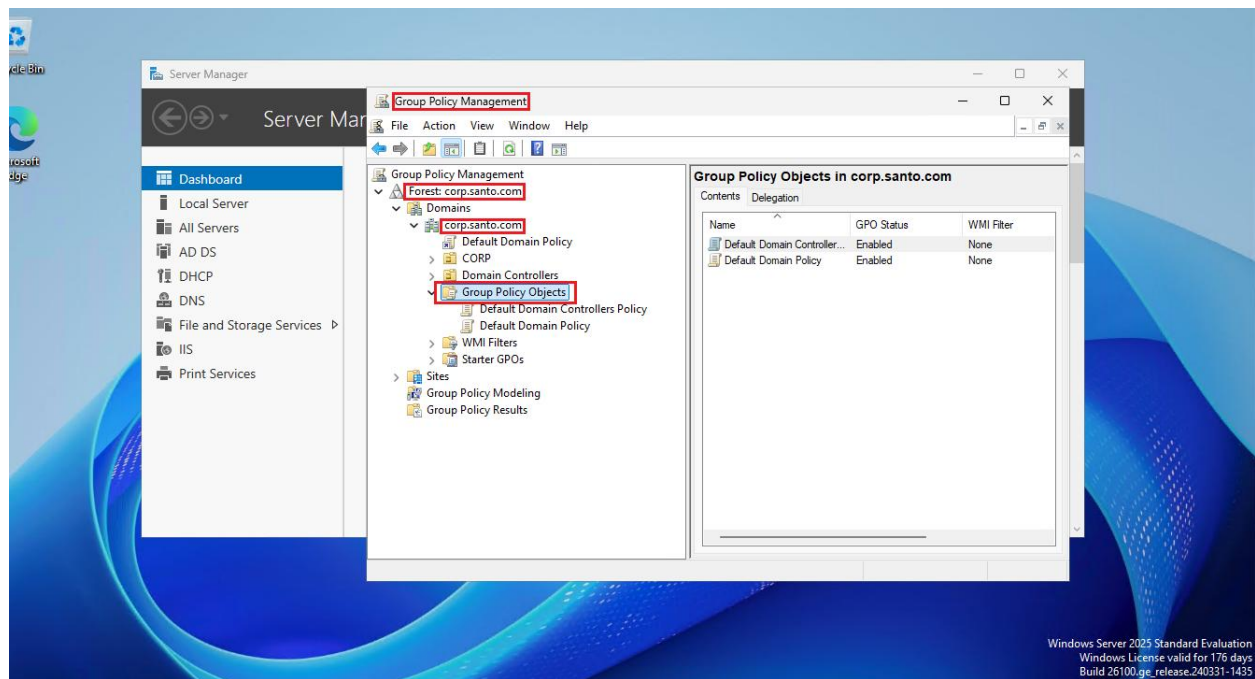 Server Manager
Server Mar
Dashboard
Local Server
All Servers
AD DS
DHCP
DNS
File and Storage Services
IIS
Print Services
Group Policy Management
File Action View Window Help
Group Policy Management
Forest: corp.santo.com
Domains
corp.santo.com
Default Domain Policy
CORP
Domain Controllers
Group Policy Objects
Default Domain Controllers Policy
Default Domain Policy
WMI Filters
Starter GPOs
Sites
Group Policy Modeling
Group Policy Results
Group Policy Objects in corp.santo.com
Contents Delegation
Name GPO Status WMI Filter
Default Domain Controller... Enabled None
Default Domain Policy Enabled None
Windows Server 2025 Standard Evaluation
Windows License valid for 176 days
Build 26100.ge_release.240331-1435